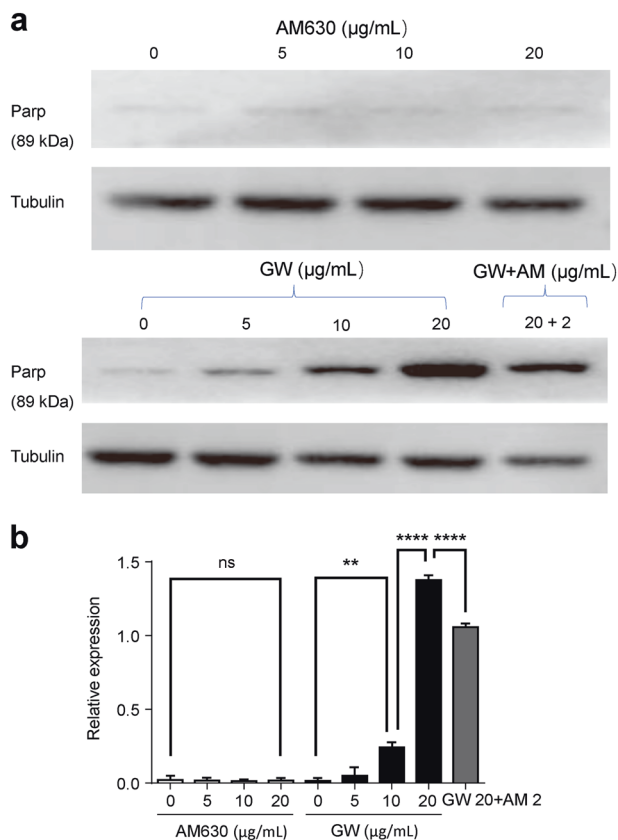 a
AM630 (µg/mL)
0 5 10 20
Parp
(89 kDa)
Tubulin
GW (µg/mL) GW+AM (µg/mL)
0 5 10 20 20 + 2
Parp
(89 kDa)
Tubulin
b
**** ****
ns **
1.5
1.0
0.5
0.0
Relative expression
0 5 10 20 0 5 10 20 GW 20+AM 2
AM630 (µg/mL) GW (µg/mL)